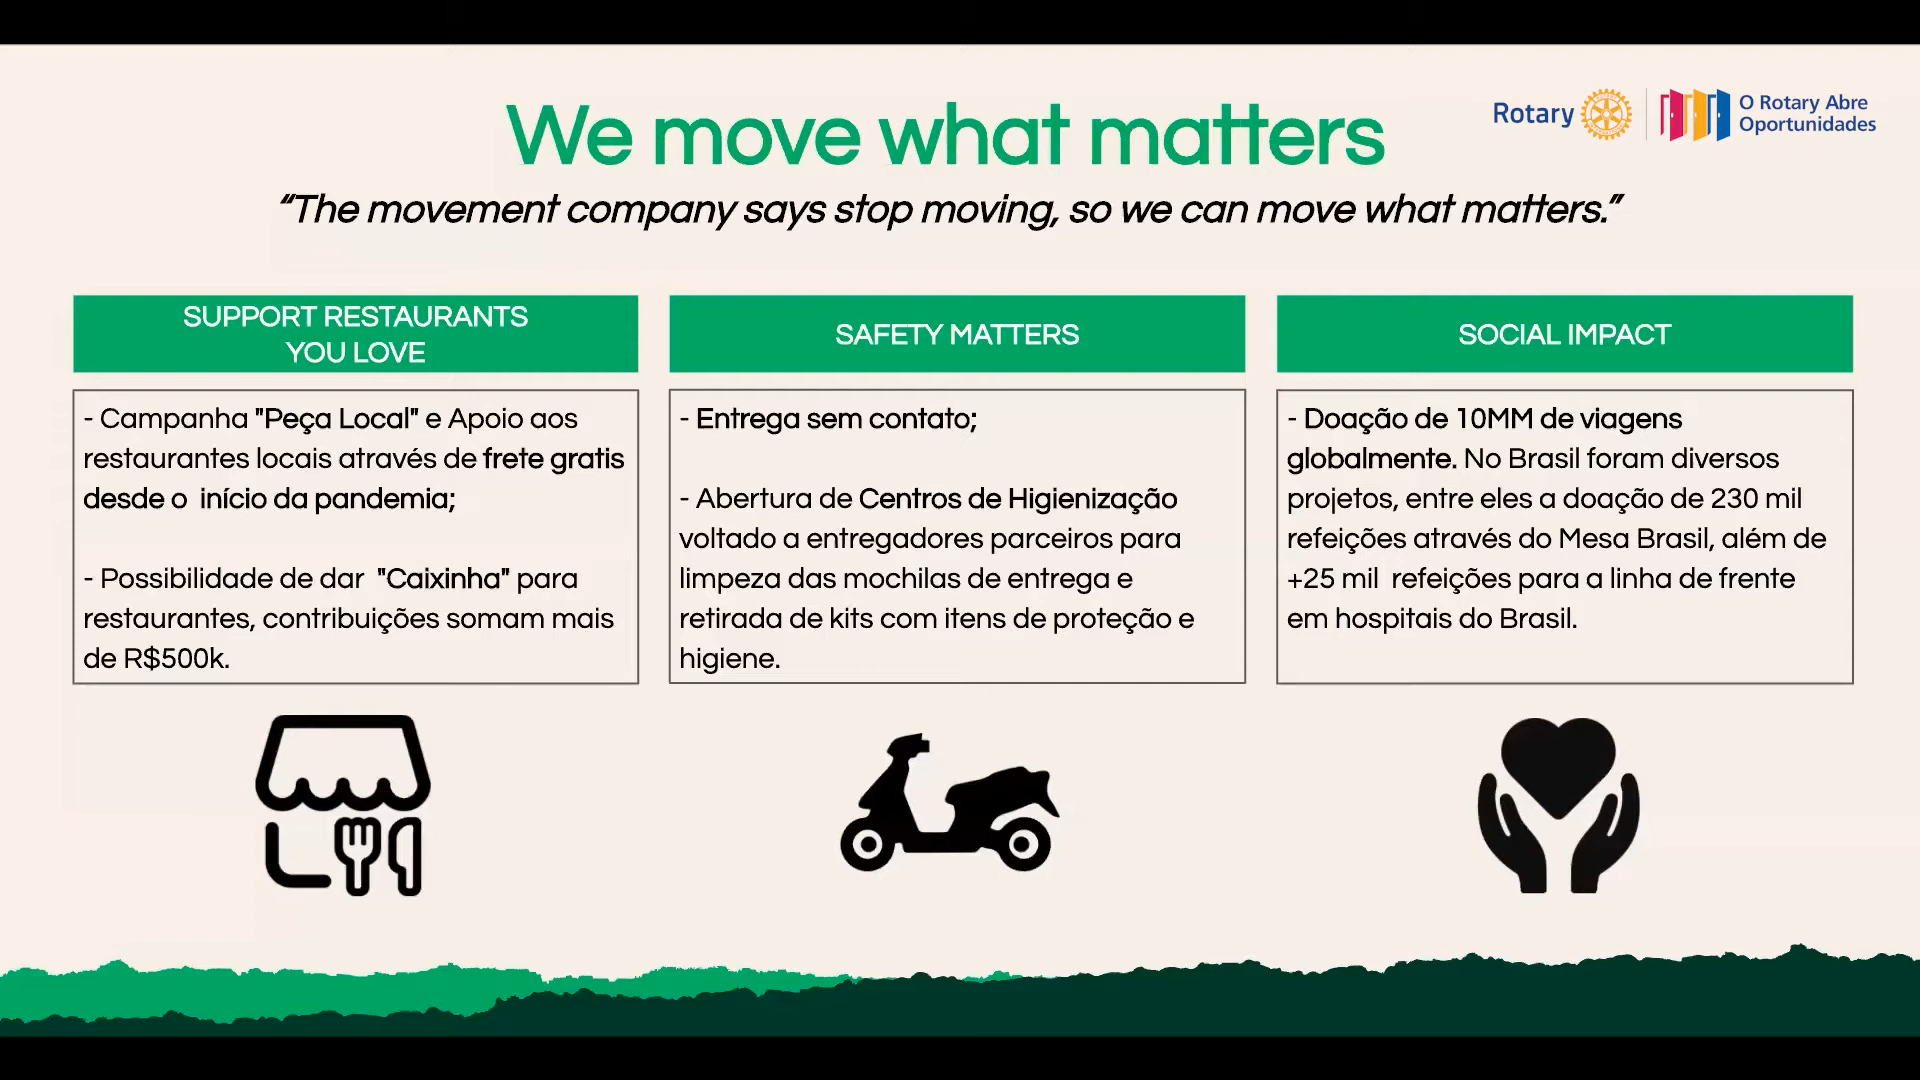 We move what matters
Rotary
O Rotary Abre
Oportunidades
“The movement company says stop moving, so we can move what matters.”
SUPPORT RESTAURANTS
YOU LOVE
- Campanha "Peça Local" e Apoio aos
restaurantes locais através de frete gratis
desde o  início da pandemia;
- Possibilidade de dar  "Caixinha" para
restaurantes, contribuições somam mais
de R$500k.
SAFETY MATTERS
- Entrega sem contato;
- Abertura de Centros de Higienização
voltado a entregadores parceiros para
limpeza das mochilas de entrega e
retirada de kits com itens de proteção e
higiene.
SOCIAL IMPACT
- Doação de 10MM de viagens
globalmente. No Brasil foram diversos
projetos, entre eles a doação de 230 mil
refeições através do Mesa Brasil, além de
+25 mil  refeições para a linha de frente
em hospitais do Brasil.